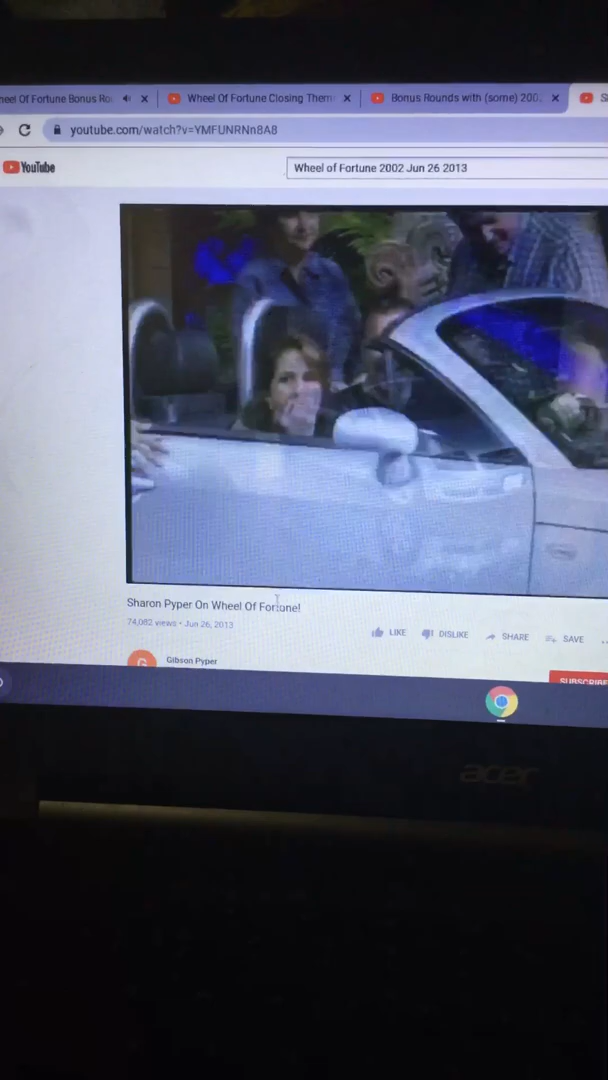 heel Of Fortune Bonus Ro
Wheel Of Fortune Closing Them
Bonus Rounds with (some) 200
S
youtube.com/watch?v=YMFUNRNn8A8
YouTube
Wheel of Fortune 2002 Jun 26 2013
Sharon Pyper On Wheel Of Fortune!
74,082 views • Jun 26, 2013
LIKE
DISLIKE
SHARE
SAVE
G
Gibson Pyper
SUBSCRIBE
acer